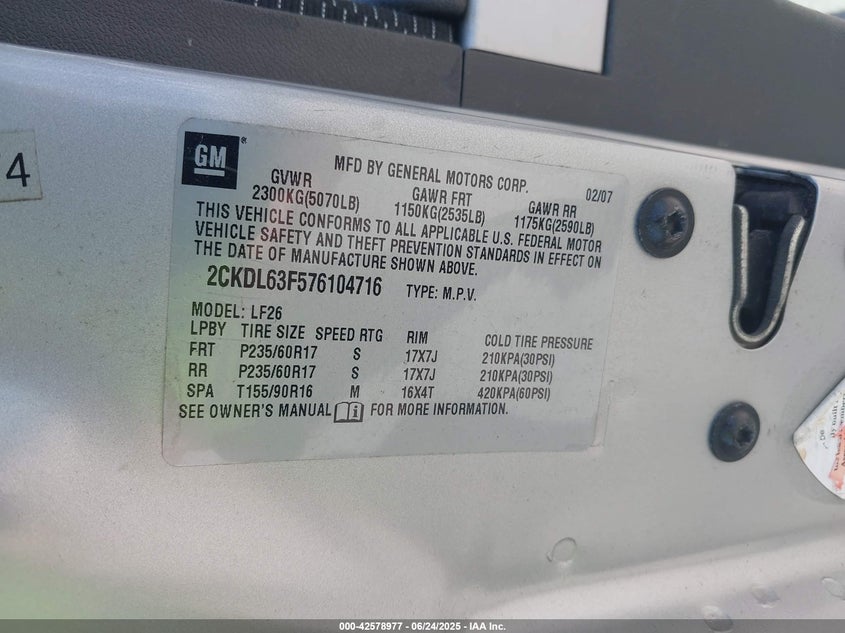 4
GM®
MFD BY GENERAL MOTORS CORP. 02/07
GVWR GAWR FRT GAWR RR
2300KG(5070LB) 1150KG(2535LB) 1175KG(2590LB)
THIS VEHICLE CONFORMS TO ALL APPLICABLE U.S. FEDERAL MOTOR
VEHICLE SAFETY AND THEFT PREVENTION STANDARDS IN EFFECT ON
THE DATE OF MANUFACTURE SHOWN ABOVE.
2CKDL63F576104716 TYPE: M.P.V.
MODEL: LF26
LPBY TIRE SIZE SPEED RTG RIM COLD TIRE PRESSURE
FRT P235/60R17 S 17X7J 210KPA(30PSI)
RR P235/60R17 S 17X7J 210KPA(30PSI)
SPA T155/90R16 M 16X4T 420KPA(60PSI)
SEE OWNER'S MANUAL i FOR MORE INFORMATION.
000-42578977 - 06/24/2025 - IAA Inc.